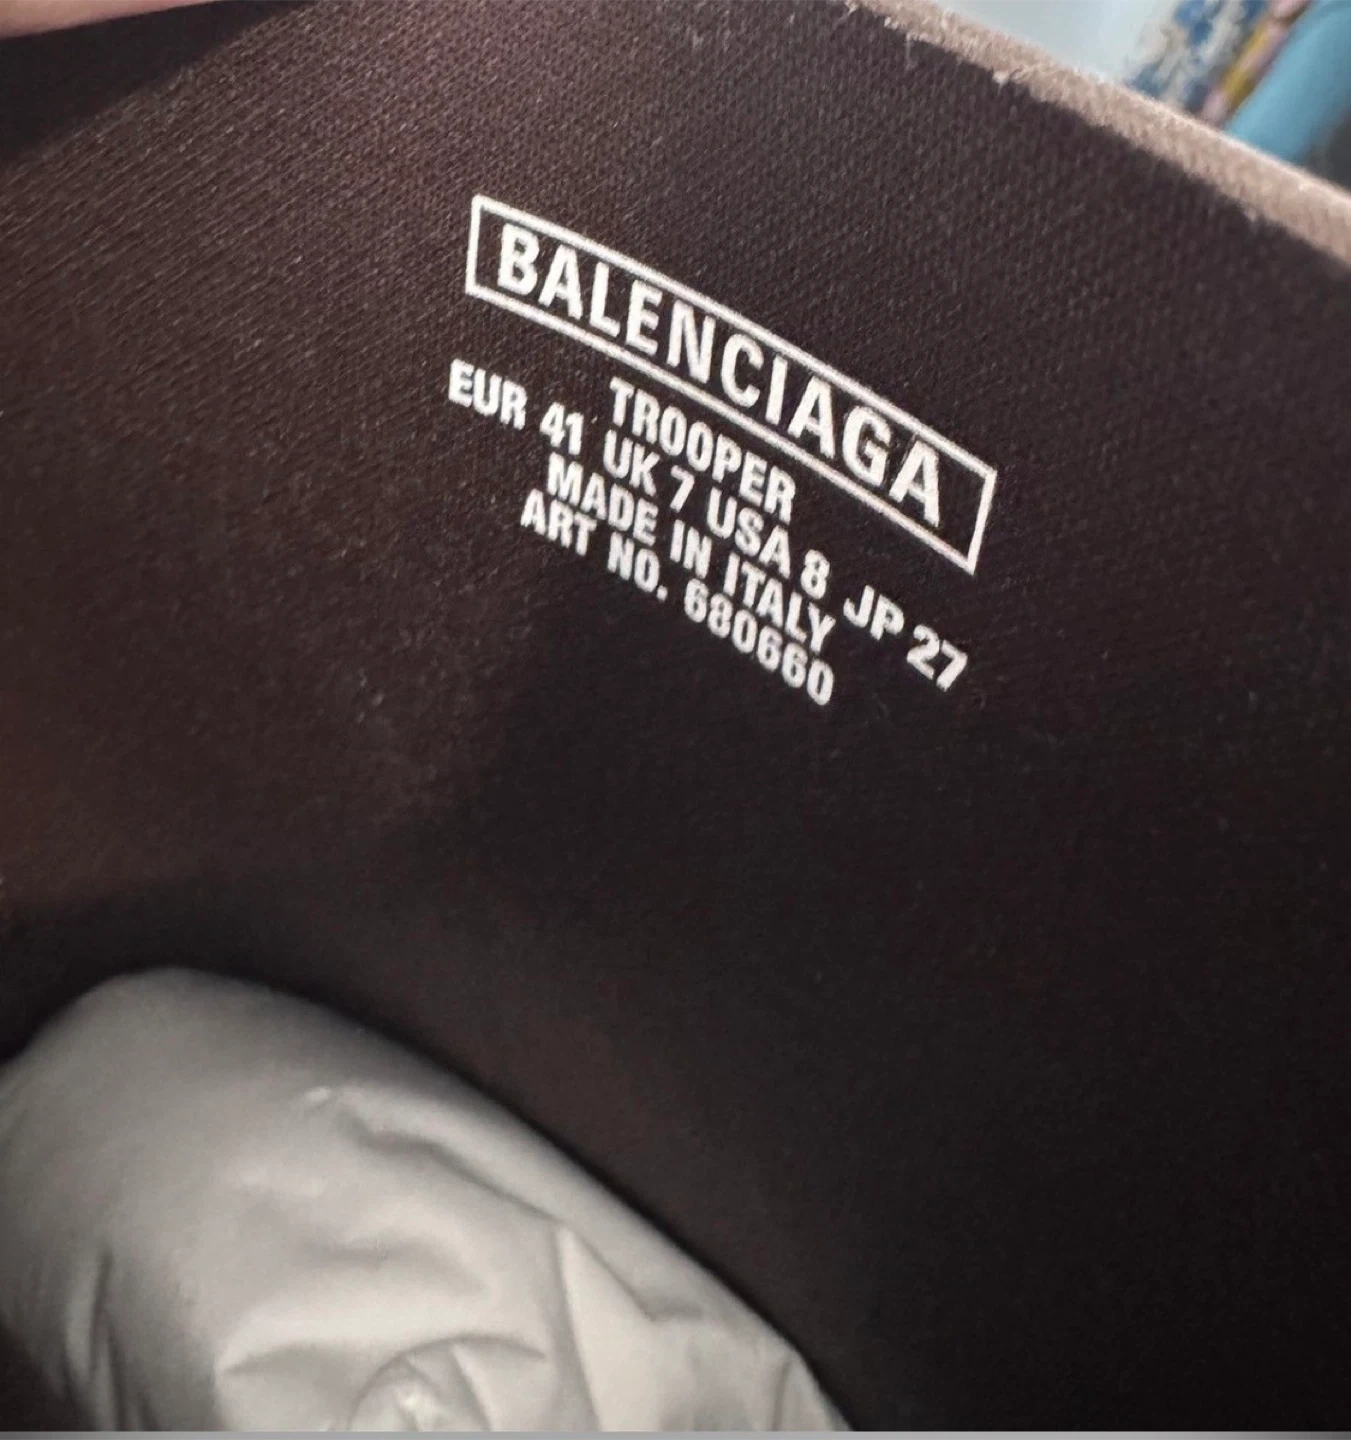 BALENCIAGA
TROOPER
EUR 41 UK 7 USA 8 JP 27
MADE IN ITALY
ART NO. 680660